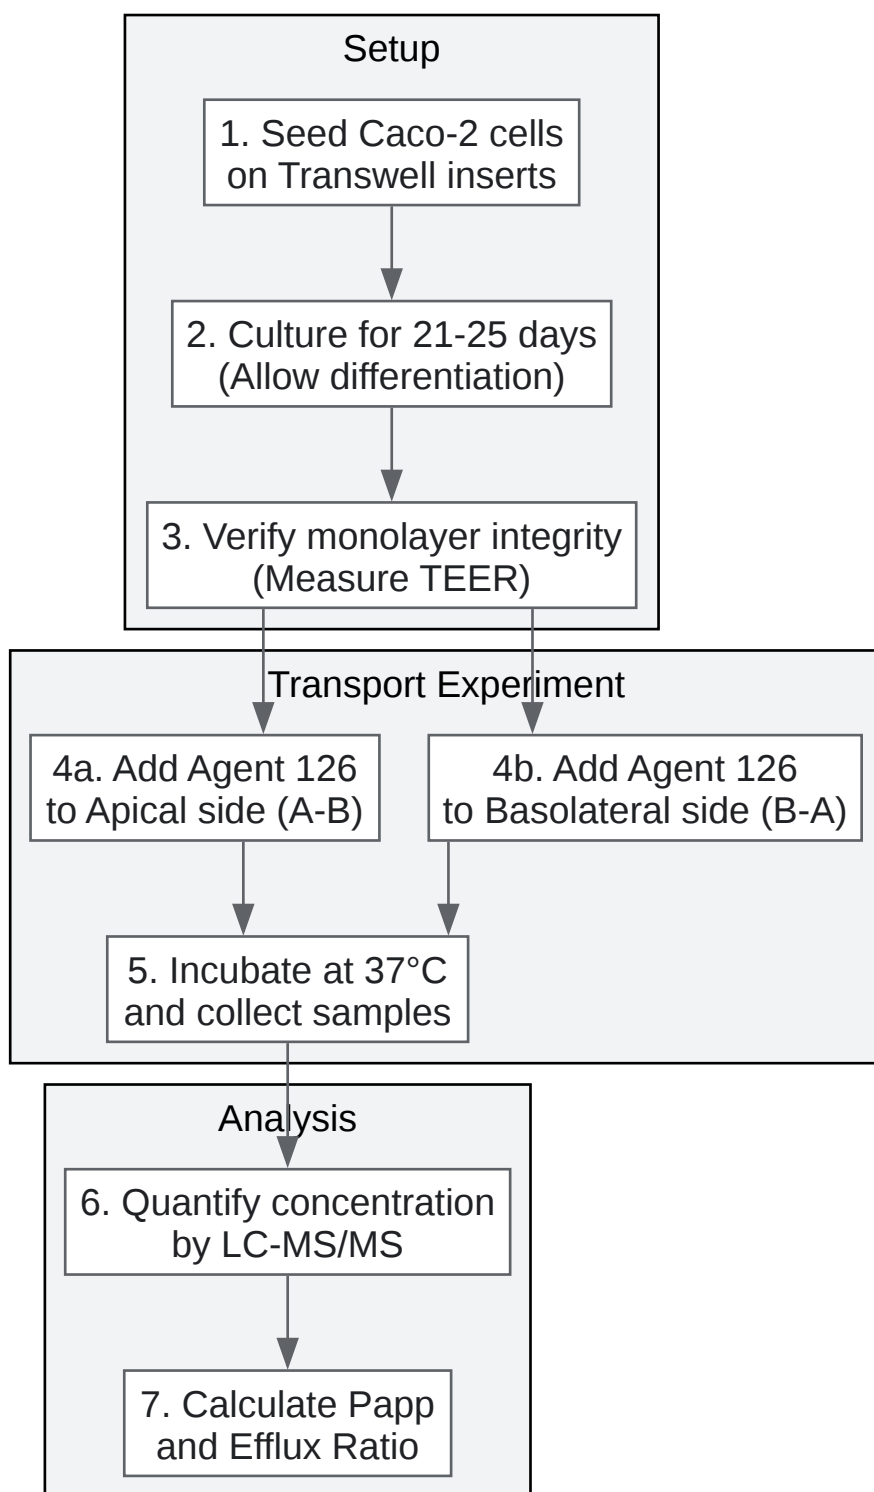 Setup
1. Seed Caco-2 cells
on Transwell inserts
2. Culture for 21-25 days
(Allow differentiation)
3. Verify monolayer integrity
(Measure TEER)
Transport Experiment
4a. Add Agent 126
to Apical side (A-B)
4b. Add Agent 126
to Basolateral side (B-A)
5. Incubate at 37°C
and collect samples
Analysis
6. Quantify concentration
by LC-MS/MS
7. Calculate Papp
and Efflux Ratio